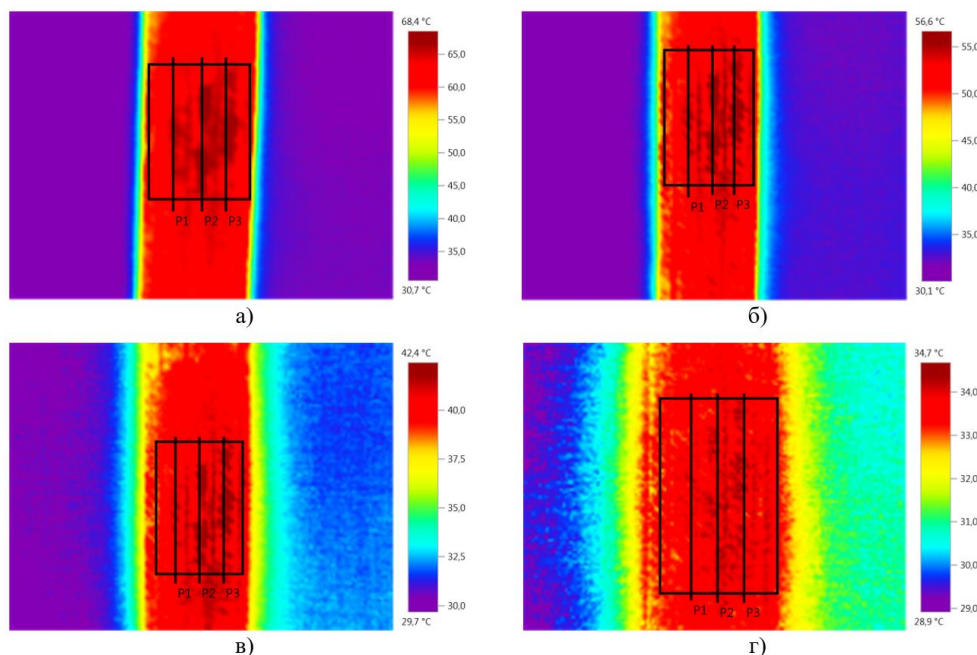 68,4 °C
65,0
60,0
55,0
50,0
45,0
40,0
35,0
30,7 °C
P1 P2 P3
а)
56,6 °C
55,0
50,0
45,0
40,0
35,0
30,1 °C
P1 P2 P3
б)
42,4 °C
40,0
37,5
35,0
32,5
30,0
29,7 °C
P1 P2 P3
в)
34,7 °C
34,0
33,0
32,0
31,0
30,0
29,0
28,9 °C
P1 P2 P3
г)